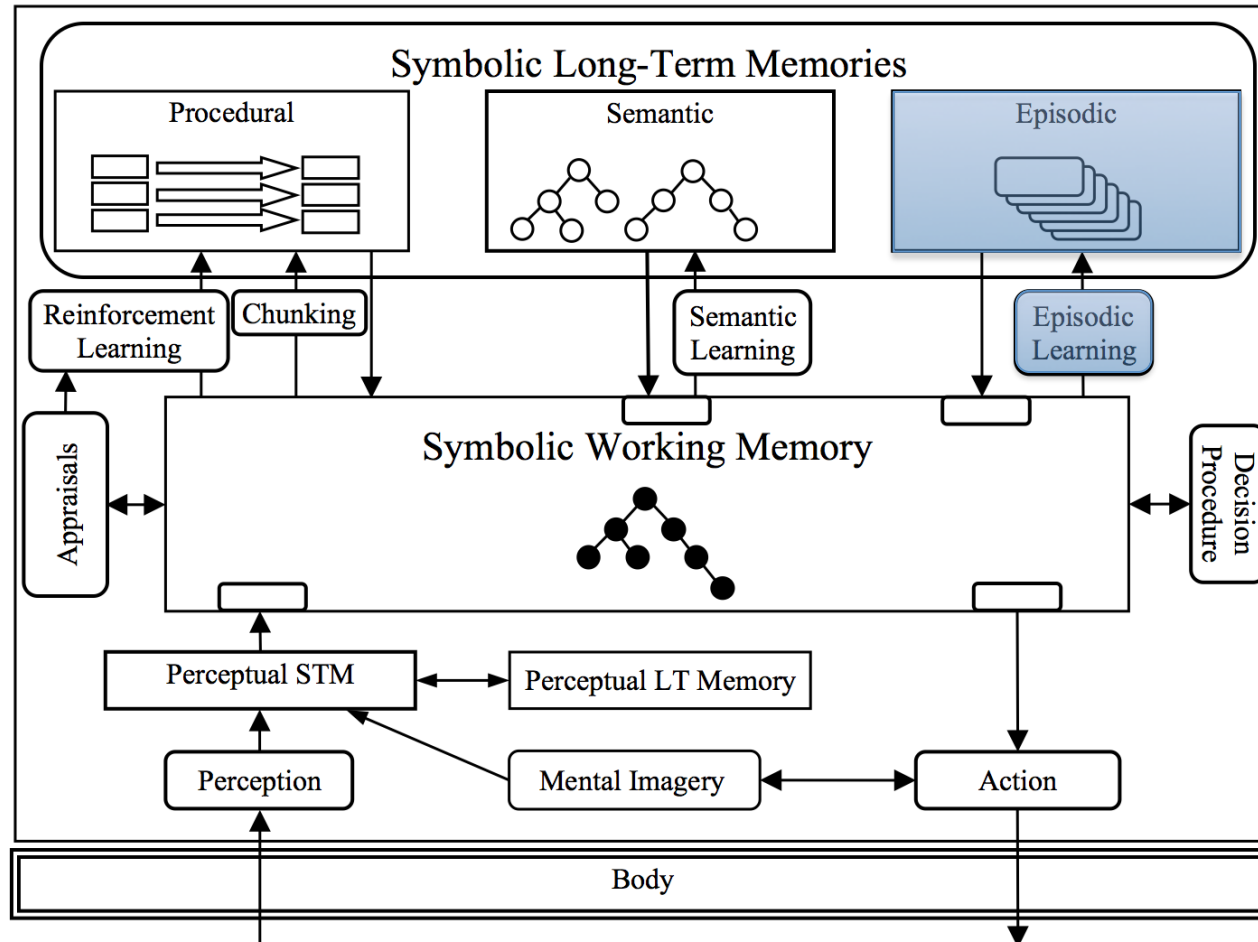 Symbolic Long-Term Memories
Procedural
Semantic
Episodic
Reinforcement
Learning
Chunking
Semantic
Learning
Episodic
Learning
Symbolic Working Memory
Appraisals
Decision
Procedure
Perceptual STM
Perceptual LT Memory
Perception
Mental Imagery
Action
Body